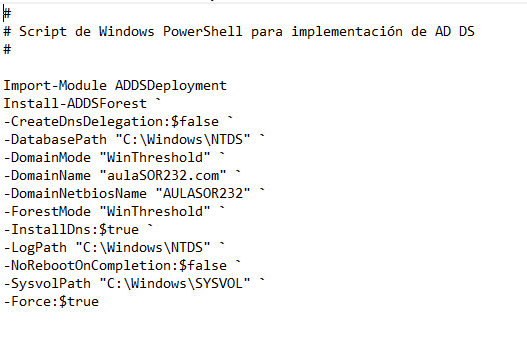 #
# Script de Windows PowerShell para implementación de AD DS
#
Import-Module ADDSDeployment
Install-ADDSForest `
-CreateDnsDelegation:$false `
-DatabasePath "C:\Windows\NTDS" `
-DomainMode "WinThreshold" `
-DomainName "aulaSOR232.com" `
-DomainNetbiosName "AULASOR232" `
-ForestMode "WinThreshold" `
-InstallDns:$true `
-LogPath "C:\Windows\NTDS" `
-NoRebootOnCompletion:$false `
-SysvolPath "C:\Windows\SYSVOL" `
-Force:$true